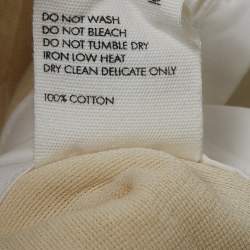 DO NOT WASH
DO NOT BLEACH
DO NOT TUMBLE DRY
IRON LOW HEAT
DRY CLEAN DELICATE ONLY
100% COTTON